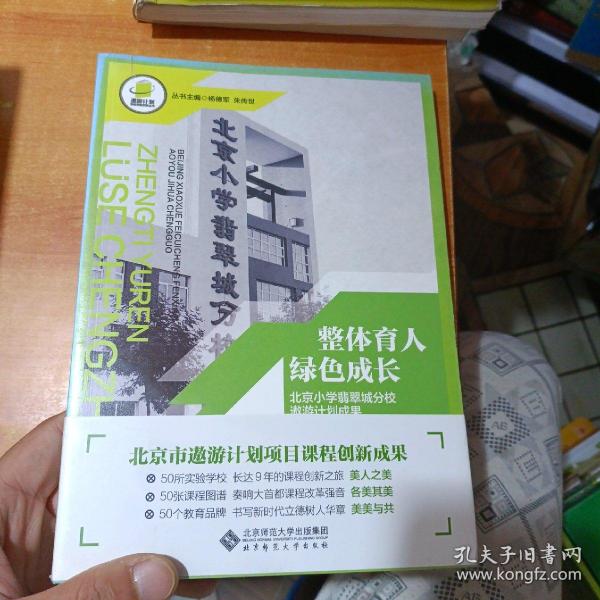 遨游计划
丛书主编◎杨德军 朱传世
北京小学翡翠城分校
BEIJING XIAOXUE FEICUICHENG FENX
AOYOU JIHUA CHENGGUO
ZHENGTI YUREN
LÜSE CHENGZ
整体育人
绿色成长
北京小学翡翠城分校
遨游计划成果
北京市遨游计划项目课程创新成果
50所实验学校 长达9年的课程创新之旅 美人之美
50张课程图谱 奏响大首都课程改革强音 各美其美
50个教育品牌 书写新时代立德树人华章 美美与共
北京师范大学出版集团
北京师范大学出版社
孔夫子旧书网
www.kongfz.com